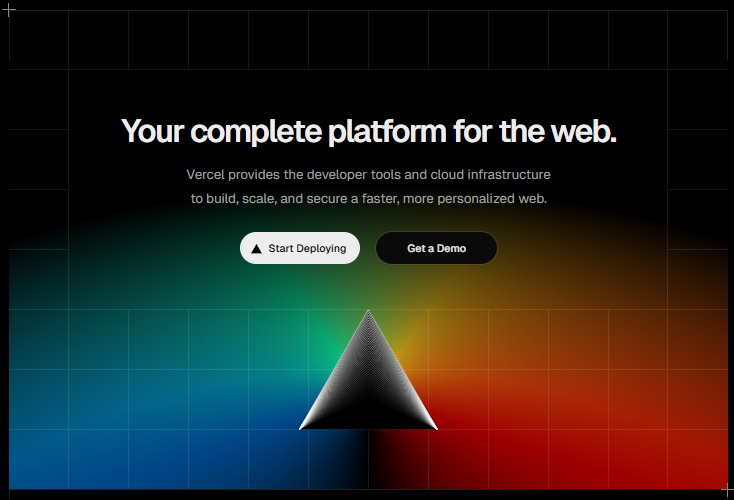 Your complete platform for the web.
Vercel provides the developer tools and cloud infrastructure
to build, scale, and secure a faster, more personalized web.
Start Deploying
Get a Demo